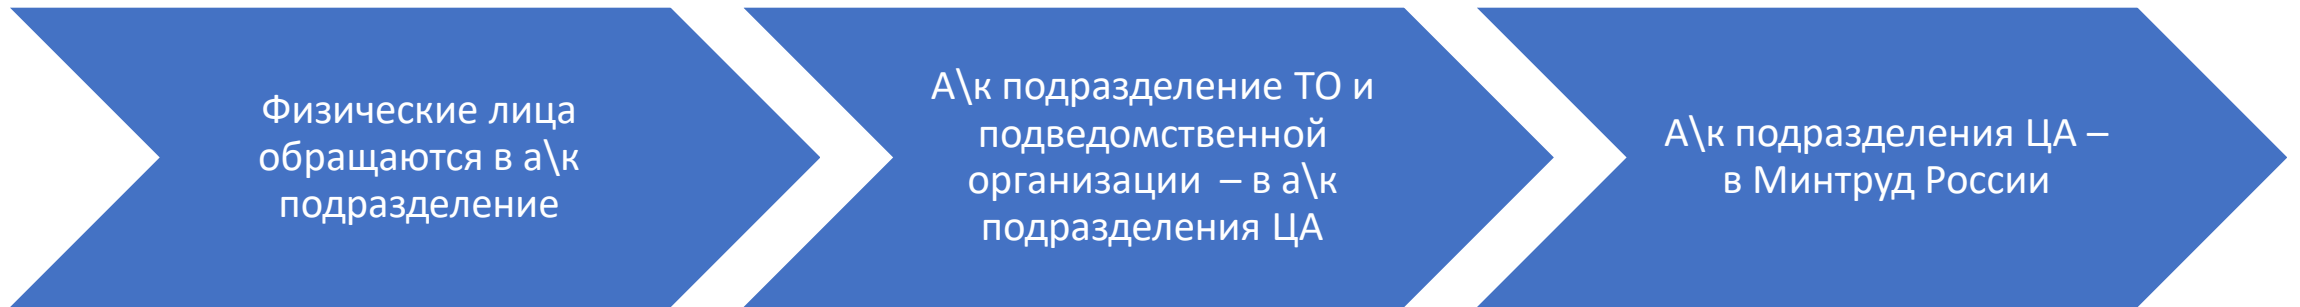 Физические лица
обращаются в а\к
подразделение
А\к подразделение ТО и
подведомственной
организации – в а\к
подразделения ЦА
А\к подразделения ЦА –
в Минтруд России